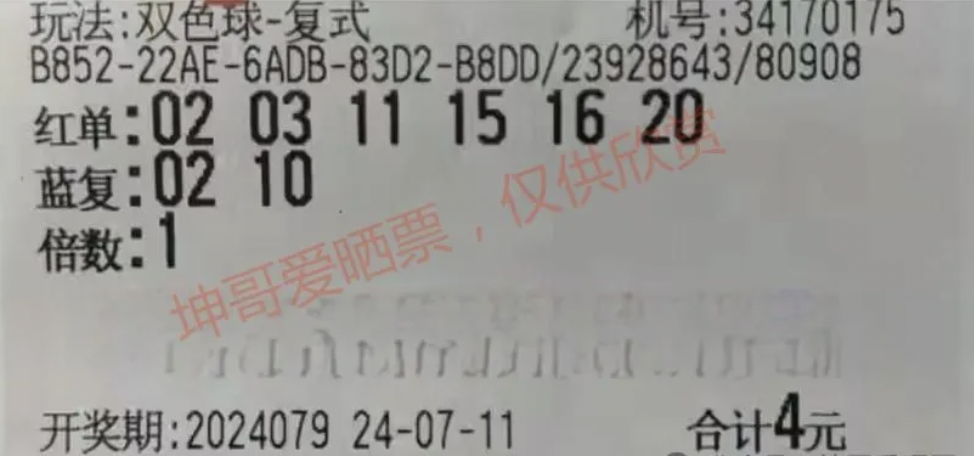 玩法:双色球-复式 机号:34170175
B852-22AE-6ADB-83D2-B8DD/23928643/80908
红单:02 03 11 15 16 20
蓝复:02 10
倍数:1
坤哥爱晒票，仅供欣赏
开奖期:2024079 24-07-11 合计4元